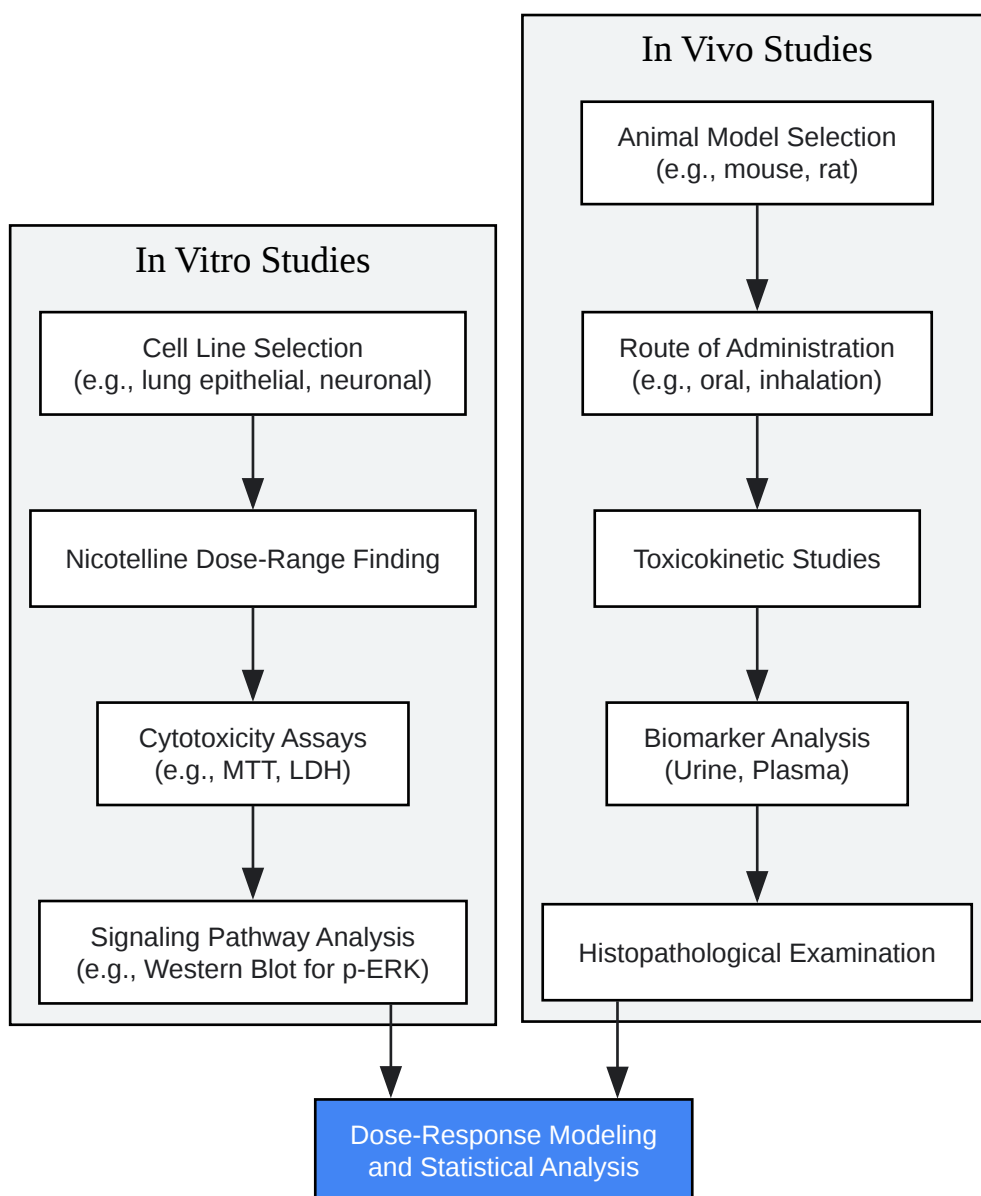 In Vitro Studies
Cell Line Selection
(e.g., lung epithelial, neuronal)
Nicotelline Dose-Range Finding
Cytotoxicity Assays
(e.g., MTT, LDH)
Signaling Pathway Analysis
(e.g., Western Blot for p-ERK)
In Vivo Studies
Animal Model Selection
(e.g., mouse, rat)
Route of Administration
(e.g., oral, inhalation)
Toxicokinetic Studies
Biomarker Analysis
(Urine, Plasma)
Histopathological Examination
Dose-Response Modeling
and Statistical Analysis